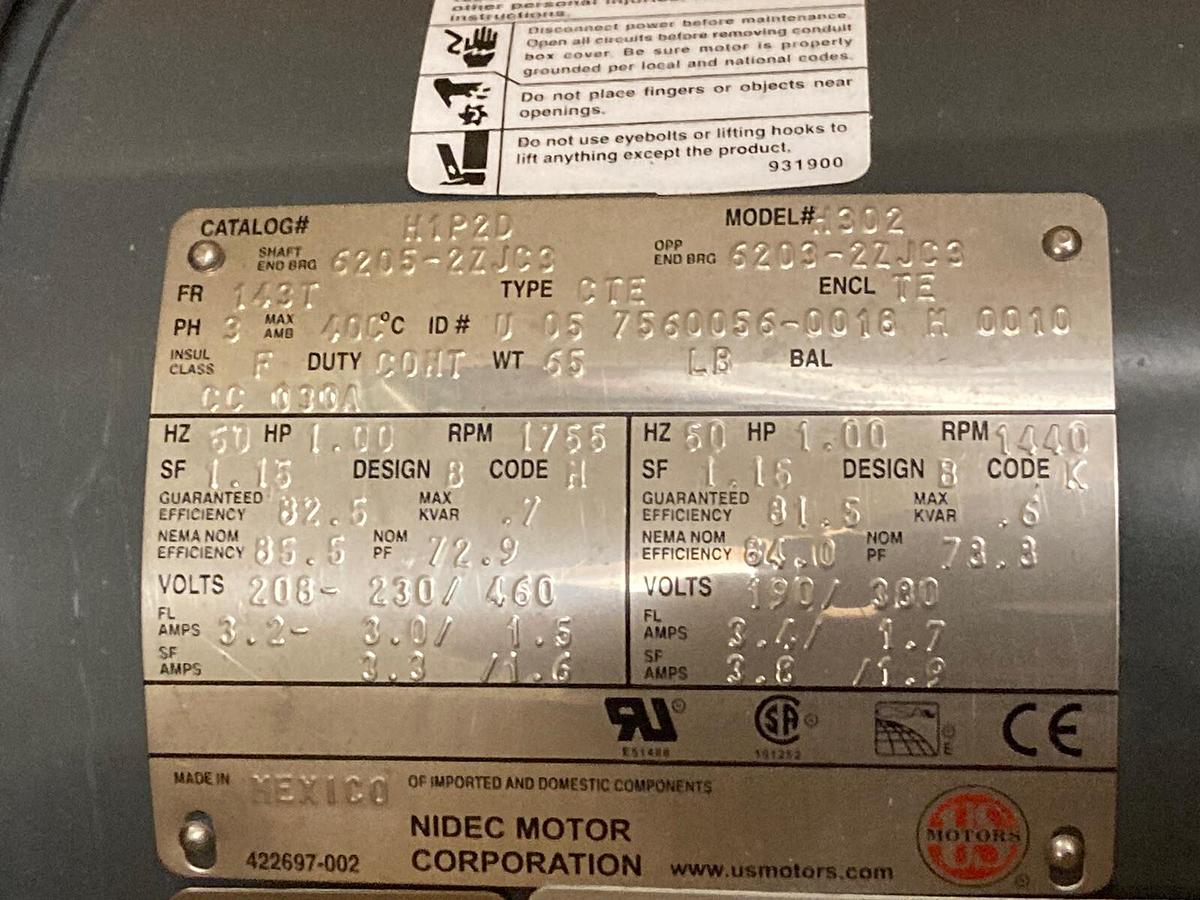 instructions.
Disconnect power before maintenance.
Open all circuits before removing conduit
box cover. Be sure motor is properly
grounded per local and national codes.
Do not place fingers or objects near
openings.
Do not use eyebolts or lifting hooks to
lift anything except the product.
931900
CATALOG# H1P2D MODEL# H302
SHAFT END BRG 6205-2ZJC3 OPP END BRG 6203-2ZJC3
FR 143T TYPE CTE ENCL TE
PH 3 MAX AMB 40C°C ID# U 05 7560056-0016 M 0010
INSUL CLASS F DUTY CONT WT 65 LB BAL
CC 030A
HZ 60 HP 1.00 RPM 1755
SF 1.15 DESIGN B CODE M
GUARANTEED EFFICIENCY 82.5 MAX KVAR .7
NEMA NOM EFFICIENCY 85.5 NOM PF 72.9
VOLTS 208- 230/ 460
FL AMPS 3.2- 3.0/ 1.5
SF AMPS 3.3 /1.6
HZ 50 HP 1.00 RPM 1440
SF 1.15 DESIGN B CODE K
GUARANTEED EFFICIENCY 81.5 MAX KVAR .6
NEMA NOM EFFICIENCY 84.0 NOM PF 73.3
VOLTS 190/ 380
FL AMPS 3.4/ 1.7
SF AMPS 3.8 /1.9
E51488
SA
E
CE
MADE IN MEXICO OF IMPORTED AND DOMESTIC COMPONENTS
NIDEC MOTOR
CORPORATION
422697-002
www.usmotors.com
US
MOTORS